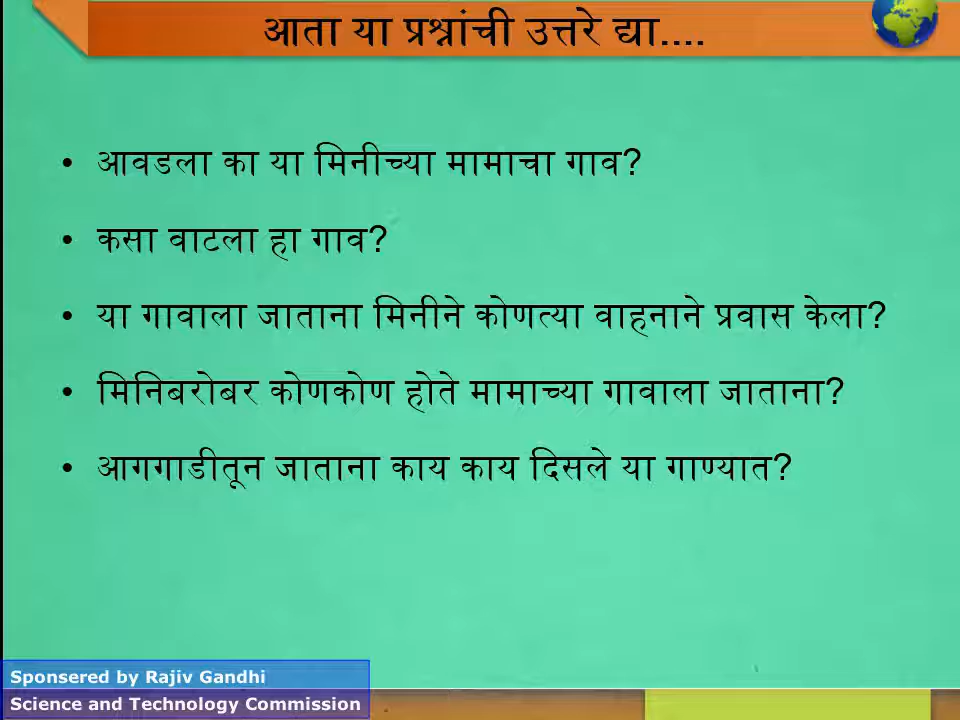 आता या प्रश्नांची उत्तरे द्या....
• आवडला का या मिनीच्या मामाचा गाव?
• कसा वाटला हा गाव?
• या गावाला जाताना मिनीने कोणत्या वाहनाने प्रवास केला?
• मिनिबरोबर कोणकोण होते मामाच्या गावाला जाताना?
• आगगाडीतून जाताना काय काय दिसले या गाण्यात?
Sponsered by Rajiv Gandhi
Science and Technology Commission